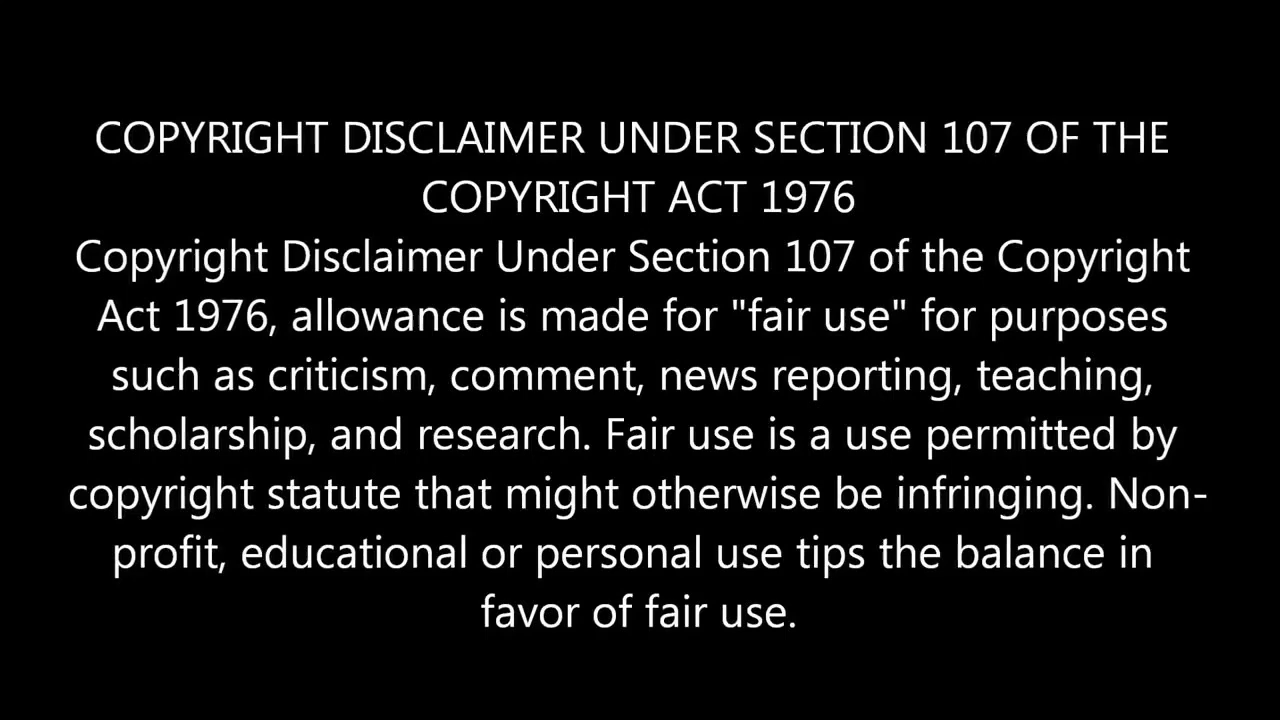 COPYRIGHT DISCLAIMER UNDER SECTION 107 OF THE
COPYRIGHT ACT 1976
Copyright Disclaimer Under Section 107 of the Copyright
Act 1976, allowance is made for "fair use" for purposes
such as criticism, comment, news reporting, teaching,
scholarship, and research. Fair use is a use permitted by
copyright statute that might otherwise be infringing. Non-
profit, educational or personal use tips the balance in
favor of fair use.